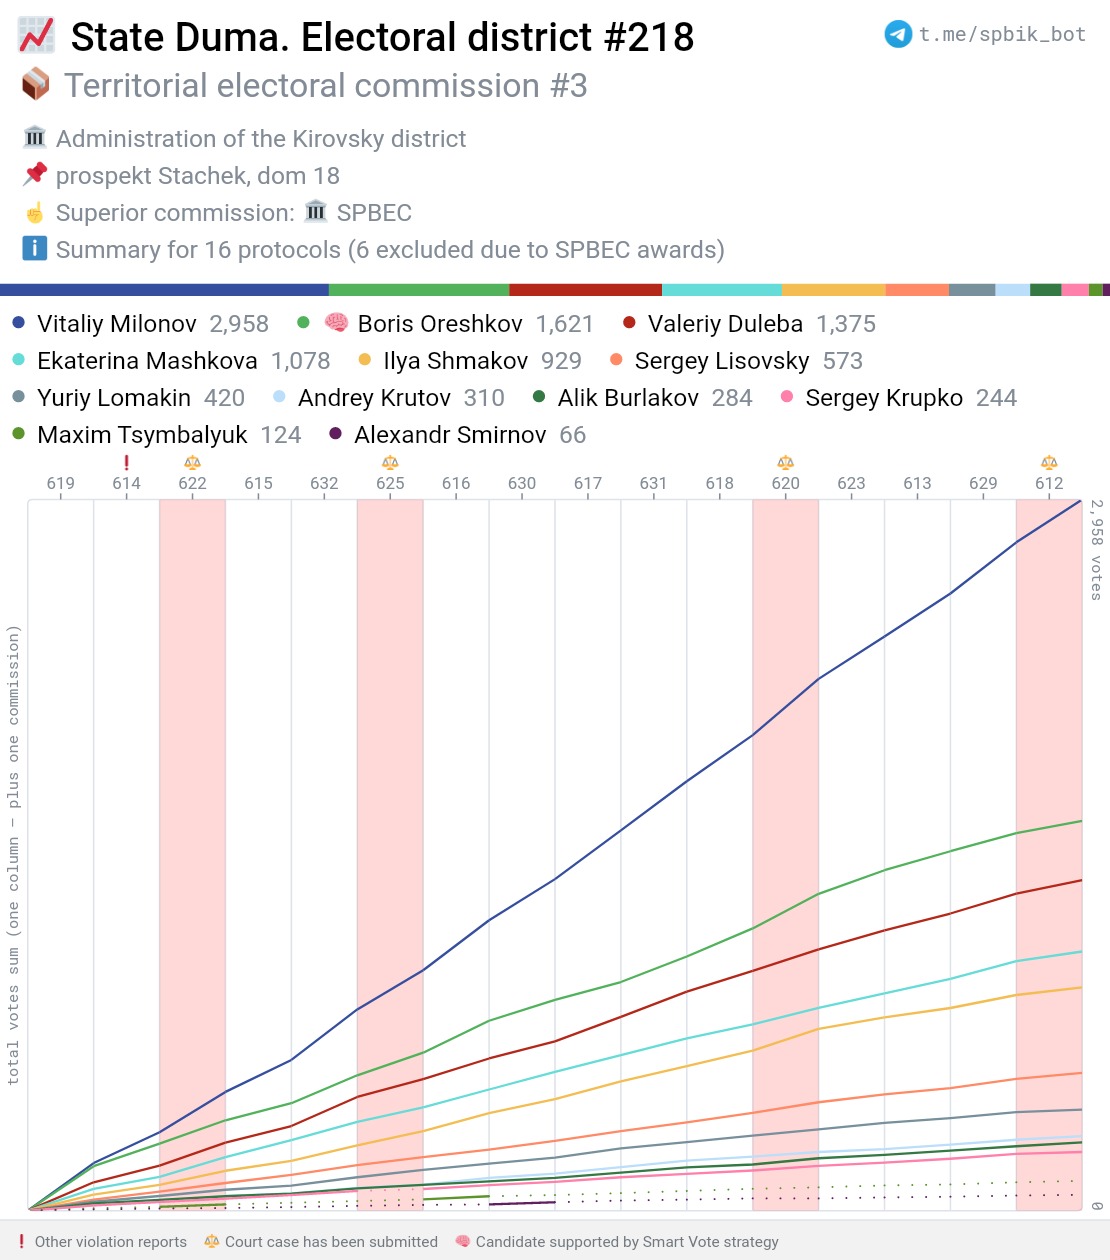 State Duma. Electoral district #218
t.me/spbik_bot
Territorial electoral commission #3
Administration of the Kirovsky district
prospekt Stachek, dom 18
Superior commission: SPBEC
Summary for 16 protocols (6 excluded due to SPBEC awards)
Vitaliy Milonov 2,958 Boris Oreshkov 1,621 Valeriy Duleba 1,375
Ekaterina Mashkova 1,078 Ilya Shmakov 929 Sergey Lisovsky 573
Yuriy Lomakin 420 Andrey Krutov 310 Alik Burlakov 284 Sergey Krupko 244
Maxim Tsymbalyuk 124 Alexandr Smirnov 66
619 614 622 615 632 625 616 630 617 631 618 620 623 613 629 612
2,958 votes
total votes sum (one column – plus one commission)
0
Other violation reports Court case has been submitted Candidate supported by Smart Vote strategy